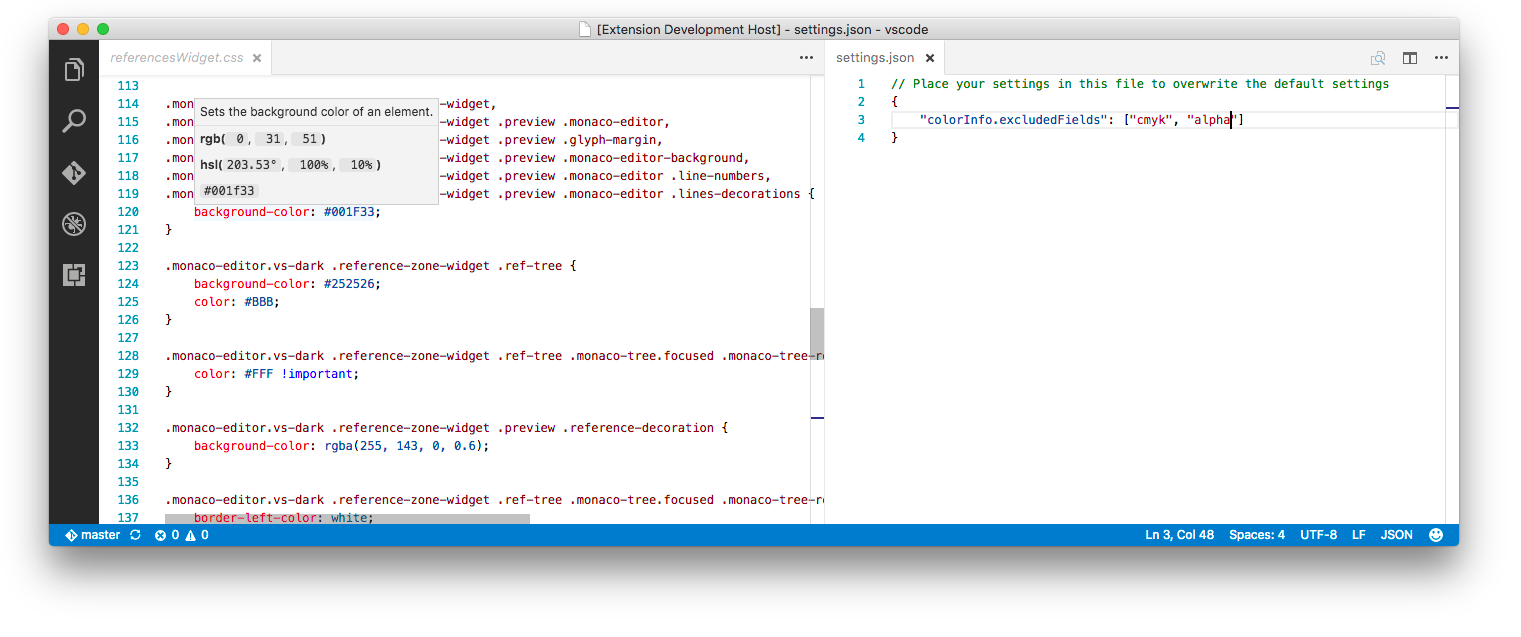 [Extension Development Host] - settings.json - vscode
referencesWidget.css
113
114 .mon -widget,
115 .mon -widget .preview .monaco-editor,
116 .mon -widget .preview .glyph-margin,
117 .mon -widget .preview .monaco-editor-background,
118 .mon -widget .preview .monaco-editor .line-numbers,
119 .mon -widget .preview .monaco-editor .lines-decorations {
Sets the background color of an element.
rgb( 0, 31, 51)
hsl(203.53°, 100%, 10%)
#001f33
120 background-color: #001F33;
121 }
122
123 .monaco-editor.vs-dark .reference-zone-widget .ref-tree {
124 background-color: #252526;
125 color: #BBB;
126 }
127
128 .monaco-editor.vs-dark .reference-zone-widget .ref-tree .monaco-tree.focused .monaco-tree-r
129 color: #FFF !important;
130 }
131
132 .monaco-editor.vs-dark .reference-zone-widget .preview .reference-decoration {
133 background-color: rgba(255, 143, 0, 0.6);
134 }
135
136 .monaco-editor.vs-dark .reference-zone-widget .ref-tree .monaco-tree.focused .monaco-tree-r
137 border-left-color: white;
settings.json
1 // Place your settings in this file to overwrite the default settings
2 {
3 "colorInfo.excludedFields": ["cmyk", "alpha"]
4 }
master
0 0
Ln 3, Col 48
Spaces: 4
UTF-8
LF
JSON